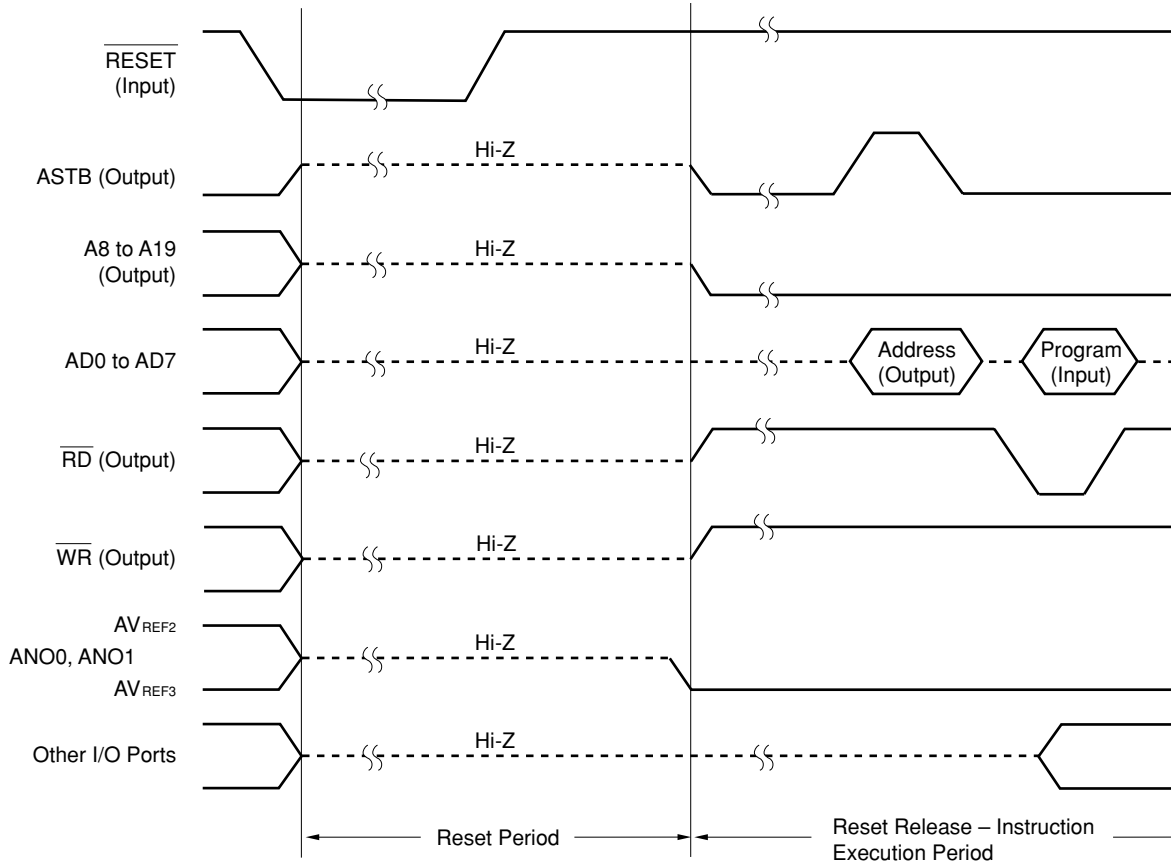 RESET
(Input)
ASTB (Output)
Hi-Z
A8 to A19
(Output)
Hi-Z
AD0 to AD7
Hi-Z
Address
(Output)
Program
(Input)
RD (Output)
Hi-Z
WR (Output)
Hi-Z
AVREF2
ANO0, ANO1
AVREF3
Hi-Z
Other I/O Ports
Hi-Z
Reset Period
Reset Release – Instruction
Execution Period